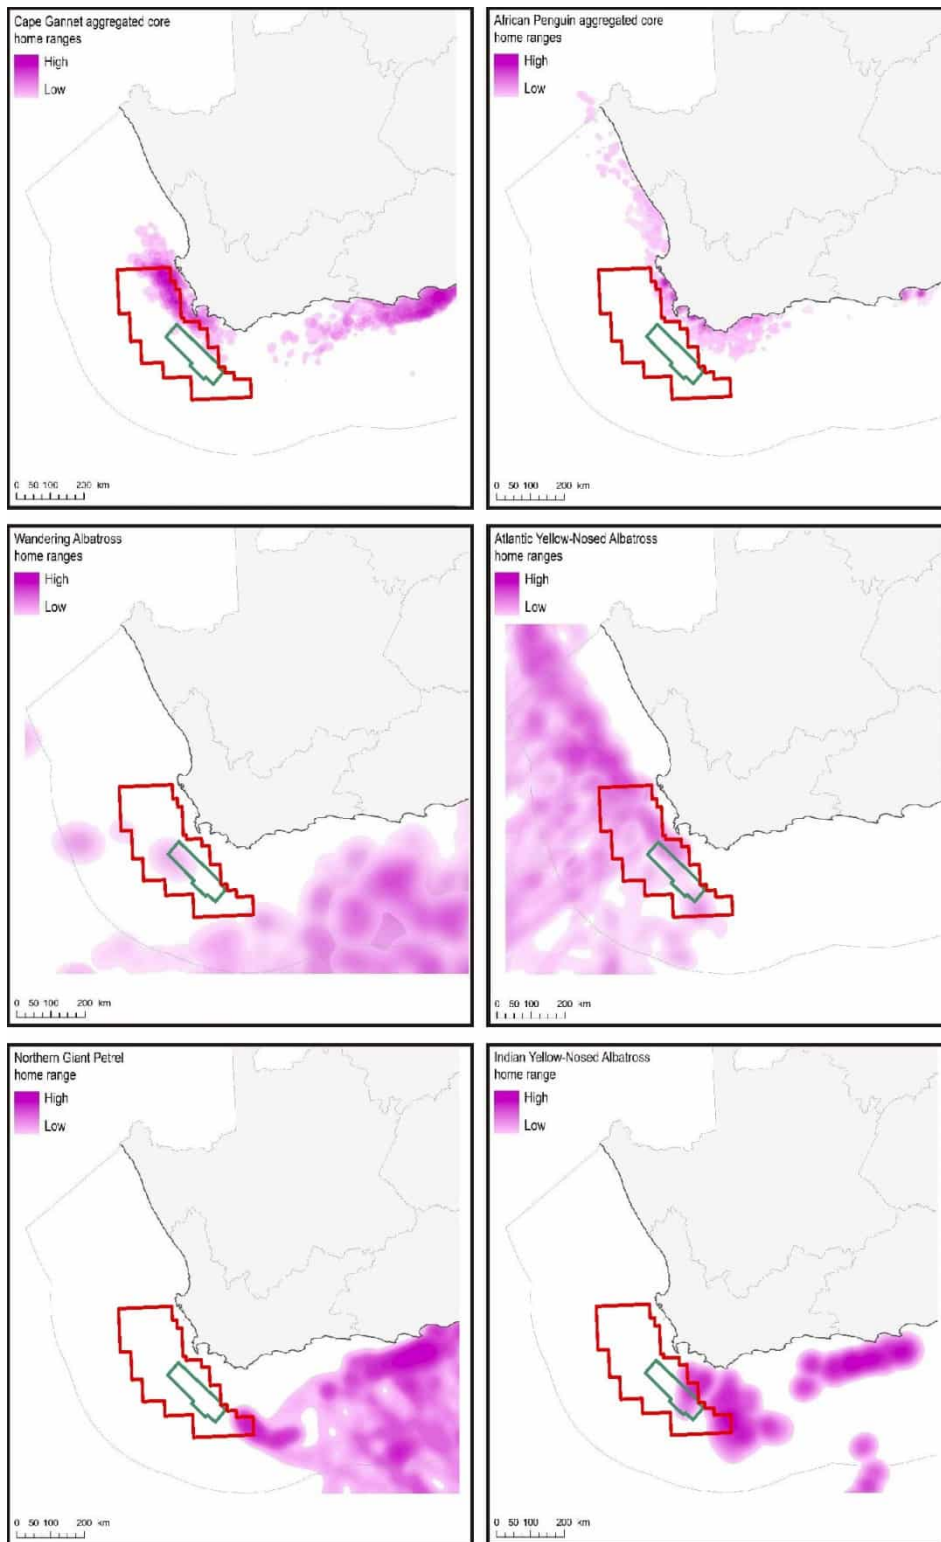 Cape Gannet aggregated core
home ranges
High
Low
0 50 100 200 km
African Penguin aggregated core
home ranges
High
Low
0 50 100 200 km
Wandering Albatross
home ranges
High
Low
0 50 100 200 km
Atlantic Yellow-Nosed Albatross
home ranges
High
Low
0 50 100 200 km
Northern Giant Petrel
home range
High
Low
0 50 100 200 km
Indian Yellow-Nosed Albatross
home range
High
Low
0 50 100 200 km